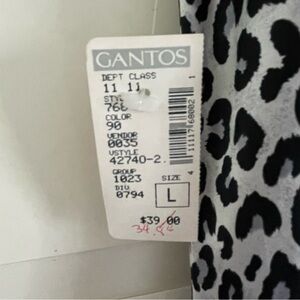 GANTOS
DEPT CLASS
11 11
STYL
766
COLOR
90
VENDOR
0035
VSTYLE
42740-2
GROUP SIZE
1023 L
DIV
0794
$39.00